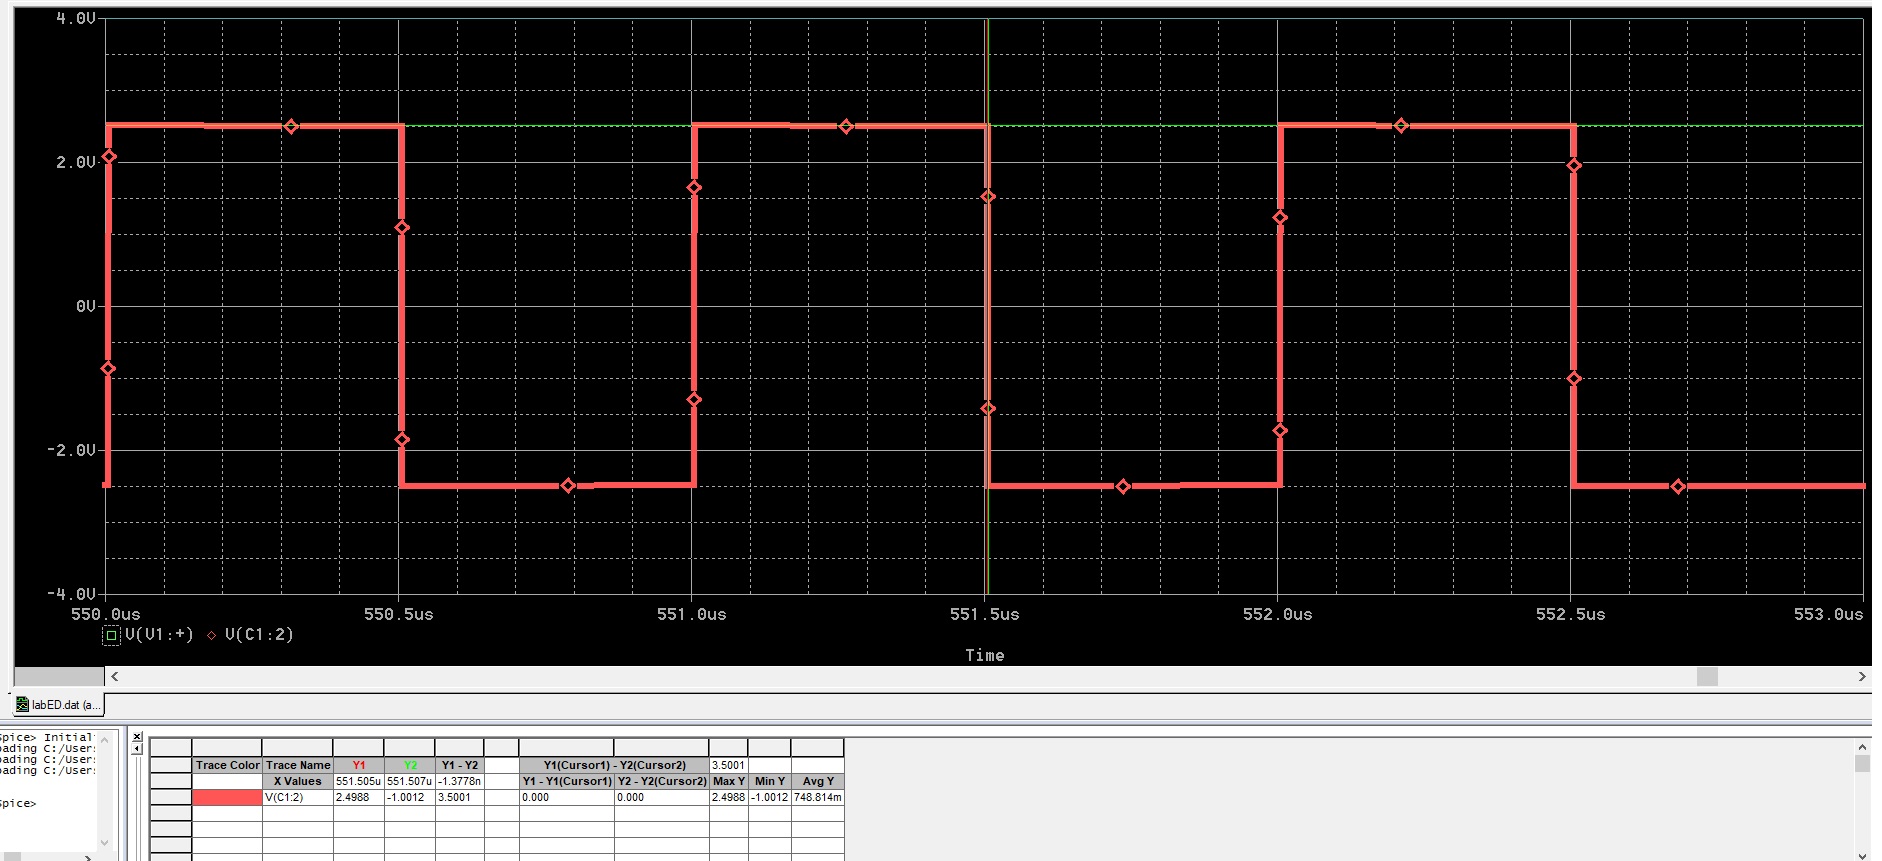 4.0V
2.0V
0V
-2.0V
-4.0V
550.0us 550.5us 551.0us 551.5us 552.0us 552.5us 553.0us
V(V1:+) V(C1:2)
Time
labED.dat (a...
Spice> Initial
oading C:/User
oading C:/User
oading C:/User
Spice>
Trace Color Trace Name Y1 Y2 Y1 - Y2 Y1(Cursor1) - Y2(Cursor2) 3.5001
X Values 551.505u 551.507u -1.3778n Y1 - Y1(Cursor1) Y2 - Y2(Cursor2) Max Y Min Y Avg Y
V(C1:2) 2.4988 -1.0012 3.5001 0.000 0.000 2.4988 -1.0012 748.814m